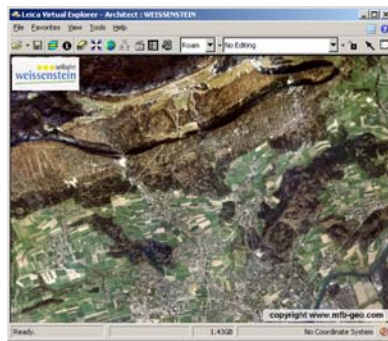 Leica Virtual Explorer - Architect : WEISSENSTEIN
File Favorites View Tools Help
Roam No Editing
seilbahn
weissenstein
copyright www.mfb-geo.com
Ready. 1.43GB No Coordinate System